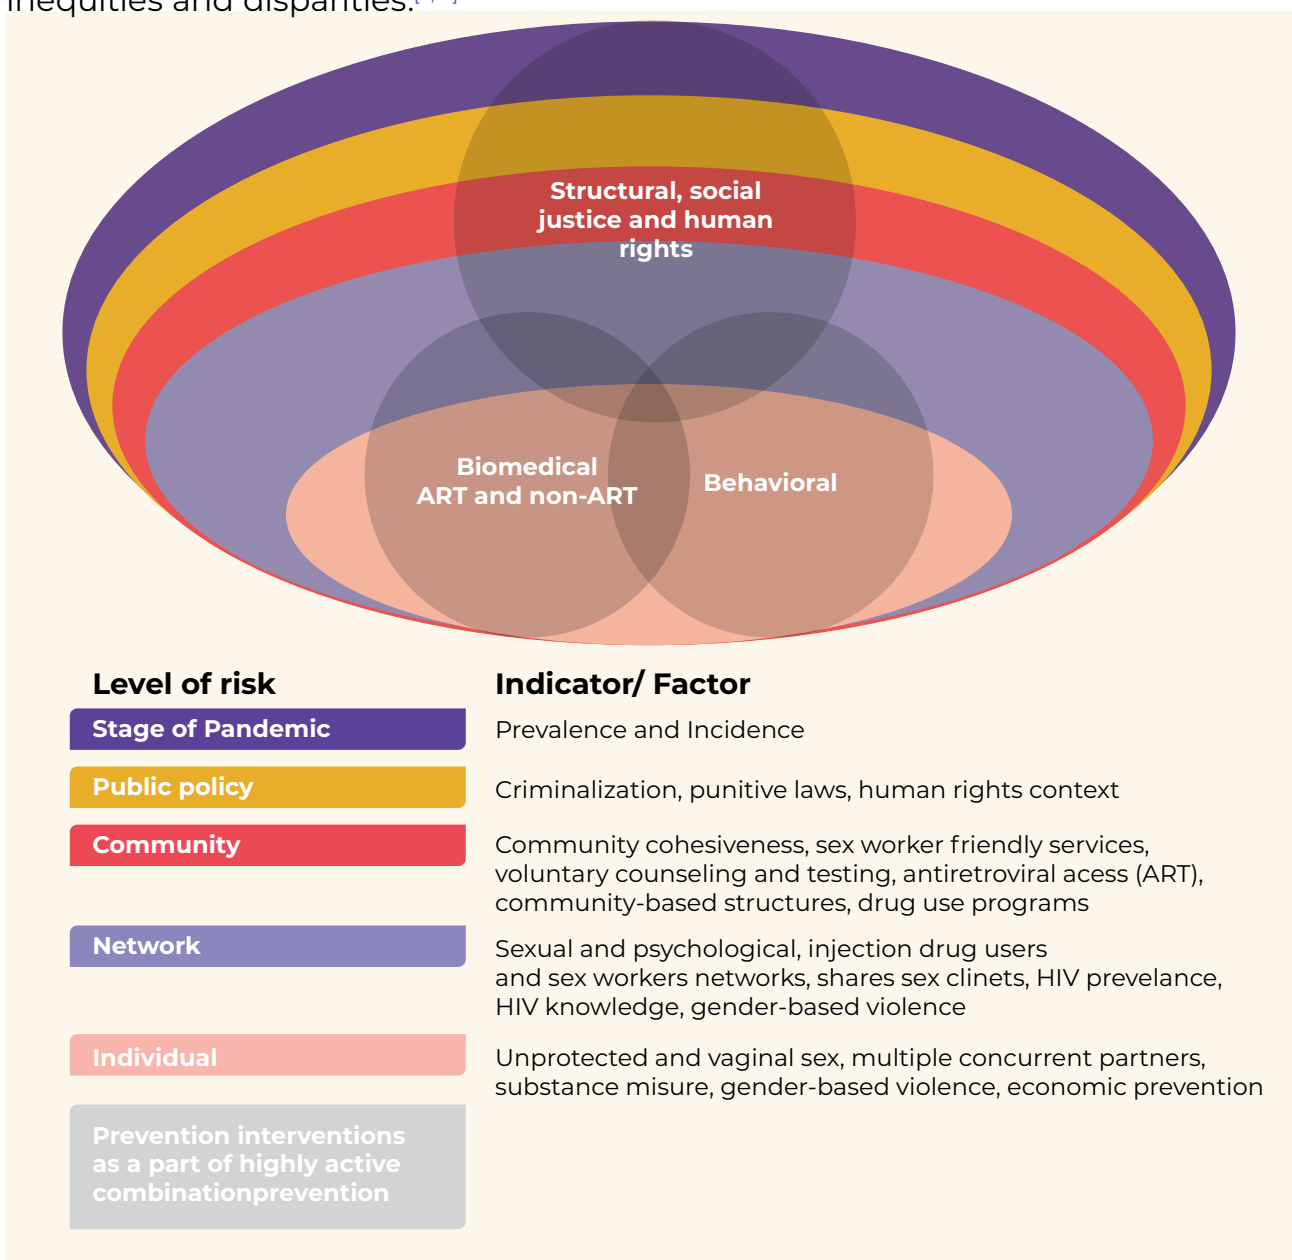 inequities and disparities.
Structural, social
justice and human
rights
Biomedical
ART and non-ART
Behavioral
Level of risk
Indicator/ Factor
Stage of Pandemic
Prevalence and Incidence
Public policy
Criminalization, punitive laws, human rights context
Community
Community cohesiveness, sex worker friendly services,
voluntary counseling and testing, antiretroviral acess (ART),
community-based structures, drug use programs
Network
Sexual and psychological, injection drug users
and sex workers networks, shares sex clinets, HIV prevelance,
HIV knowledge, gender-based violence
Individual
Unprotected and vaginal sex, multiple concurrent partners,
substance misure, gender-based violence, economic prevention
Prevention interventions
as a part of highly active
combinationprevention